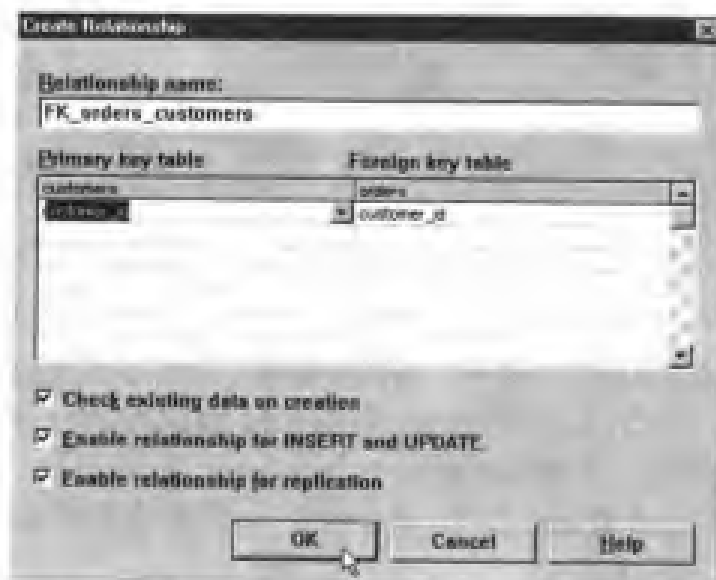 Create Relationship
Relationship name:
FK_orders_customers
Primary key table Foreign key table
customers orders
customer_id customer_id
Check existing data on creation
Enable relationship for INSERT and UPDATE
Enable relationship for replication
OK Cancel Help